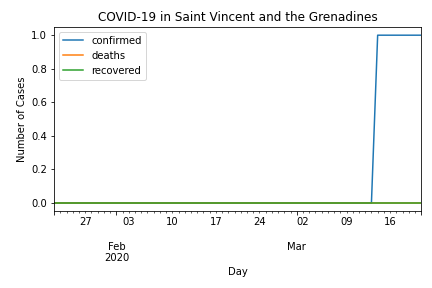 COVID-19 in Saint Vincent and the Grenadines
confirmed
deaths
recovered
Number of Cases
1.0
0.8
0.6
0.4
0.2
0.0
27 03 10 17 24 02 09 16
Feb Mar
2020
Day